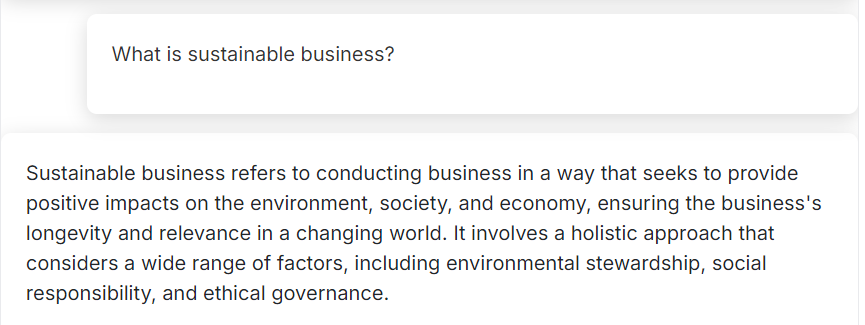 What is sustainable business?
Sustainable business refers to conducting business in a way that seeks to provide
positive impacts on the environment, society, and economy, ensuring the business's
longevity and relevance in a changing world. It involves a holistic approach that
considers a wide range of factors, including environmental stewardship, social
responsibility, and ethical governance.